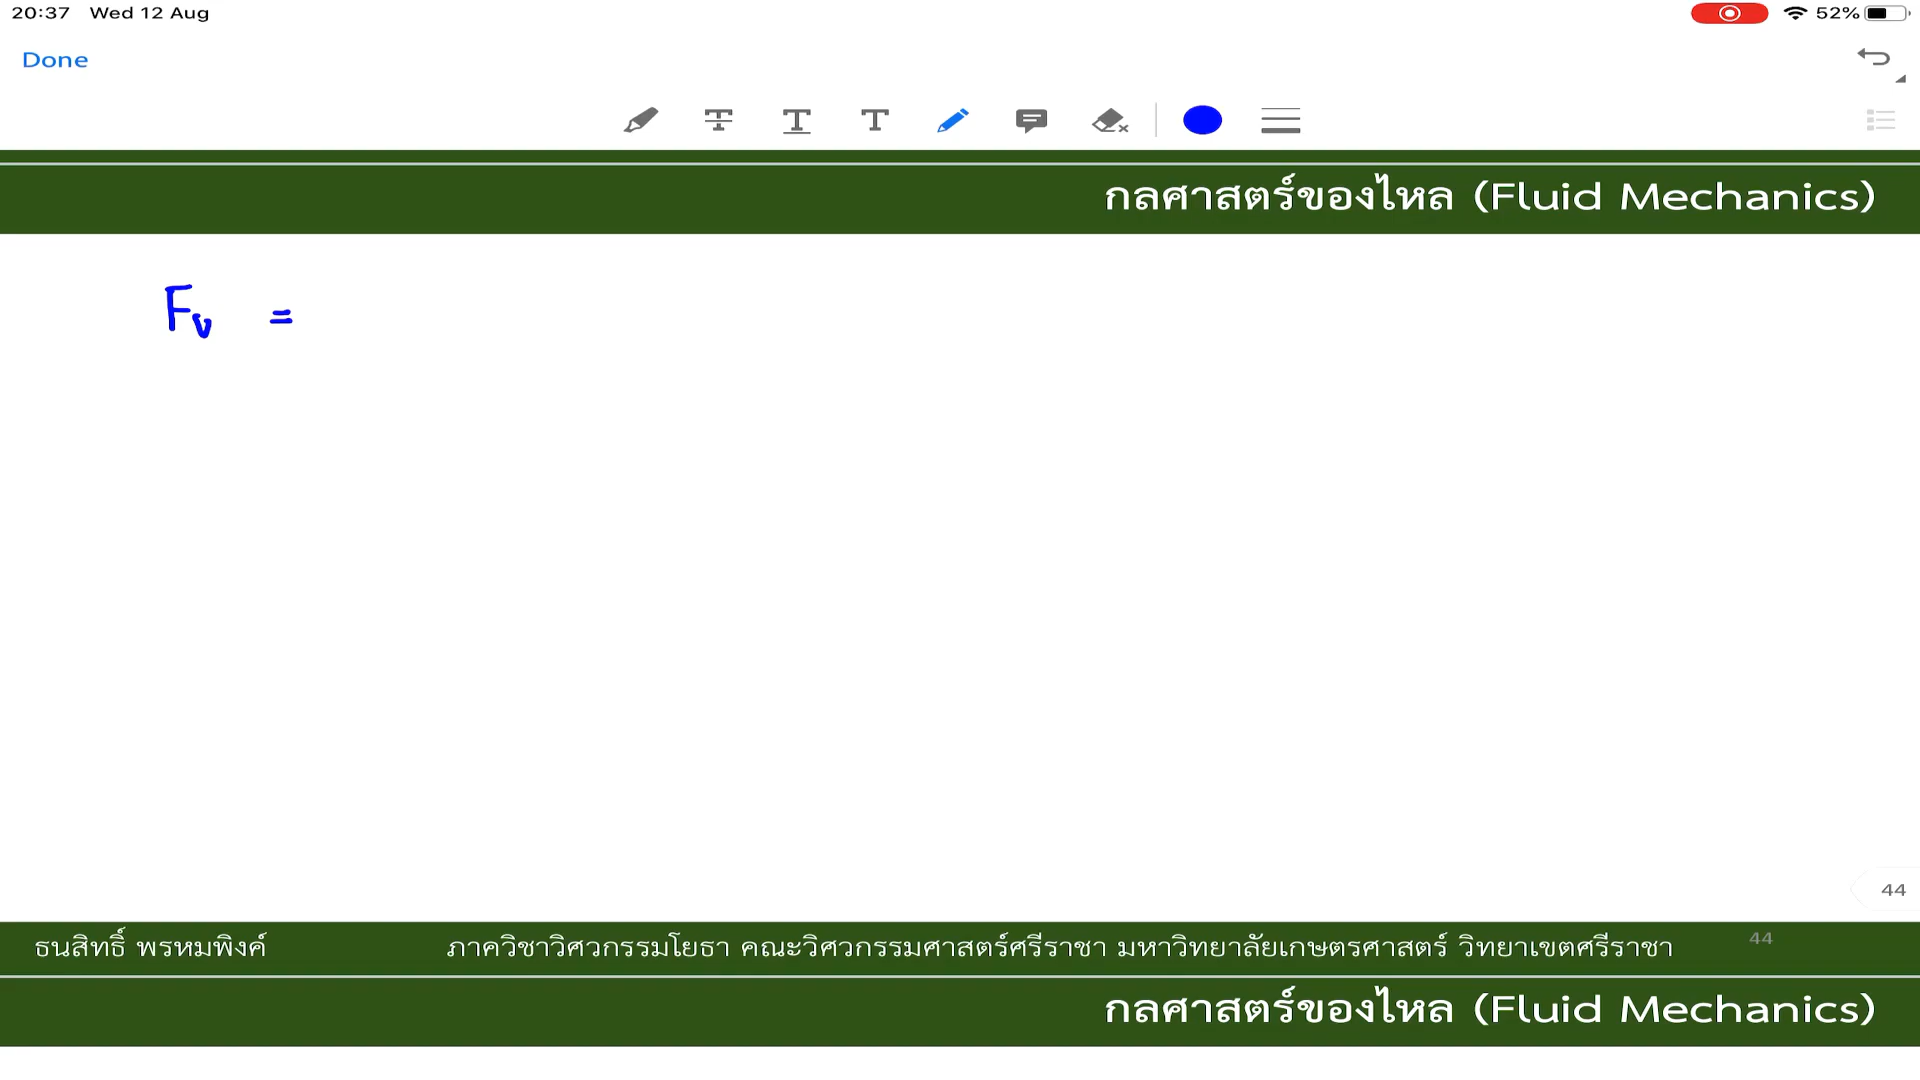 20:37 Wed 12 Aug 52%
Done
กลศาสตร์ของไหล (Fluid Mechanics)
Fv =
44
ธนสิทธิ์ พรหมพิงค์ ภาควิชาวิศวกรรมโยธา คณะวิศวกรรมศาสตร์ศรีราชา มหาวิทยาลัยเกษตรศาสตร์ วิทยาเขตศรีราชา 44
กลศาสตร์ของไหล (Fluid Mechanics)